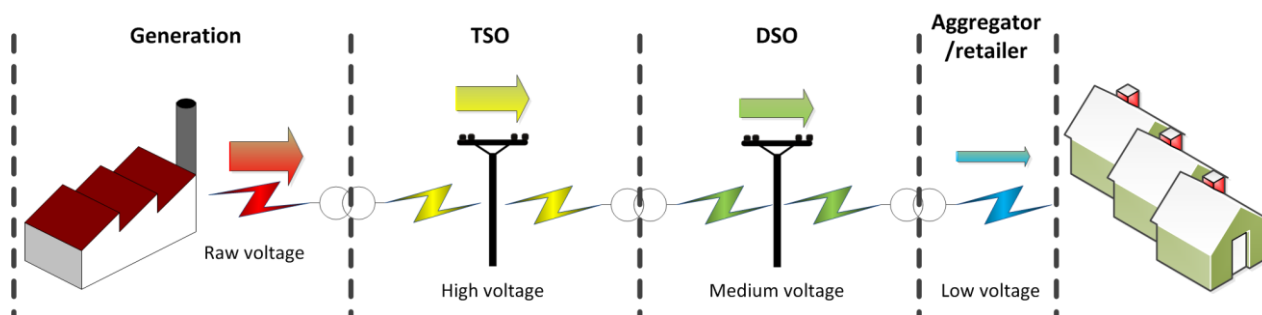 Generation
TSO
DSO
Aggregator
/retailer
Raw voltage
High voltage
Medium voltage
Low voltage